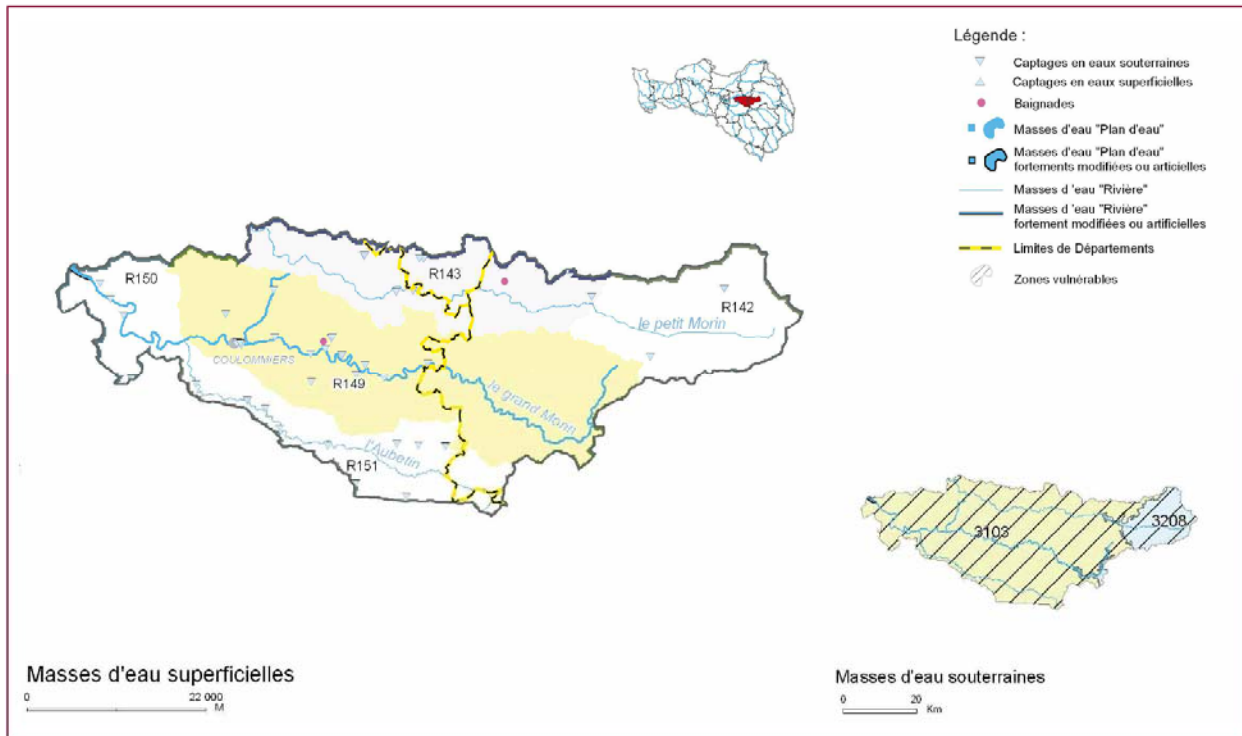 Légende :
Captages en eaux souterraines
Captages en eaux superficielles
Baignades
Masses d'eau "Plan d'eau"
Masses d'eau "Plan d'eau"
fortements modifiées ou articielles
Masses d 'eau "Rivière"
Masses d 'eau "Rivière"
fortement modifiées ou artificielles
Limites de Départements
Zones vulnérables
R150
R143
R142
le petit Morin
COULOMMIERS
R149
le grand Morin
l'Aubetin
R151
3103
3208
Masses d'eau superficielles
0 22 000
M
Masses d'eau souterraines
0 20
Km